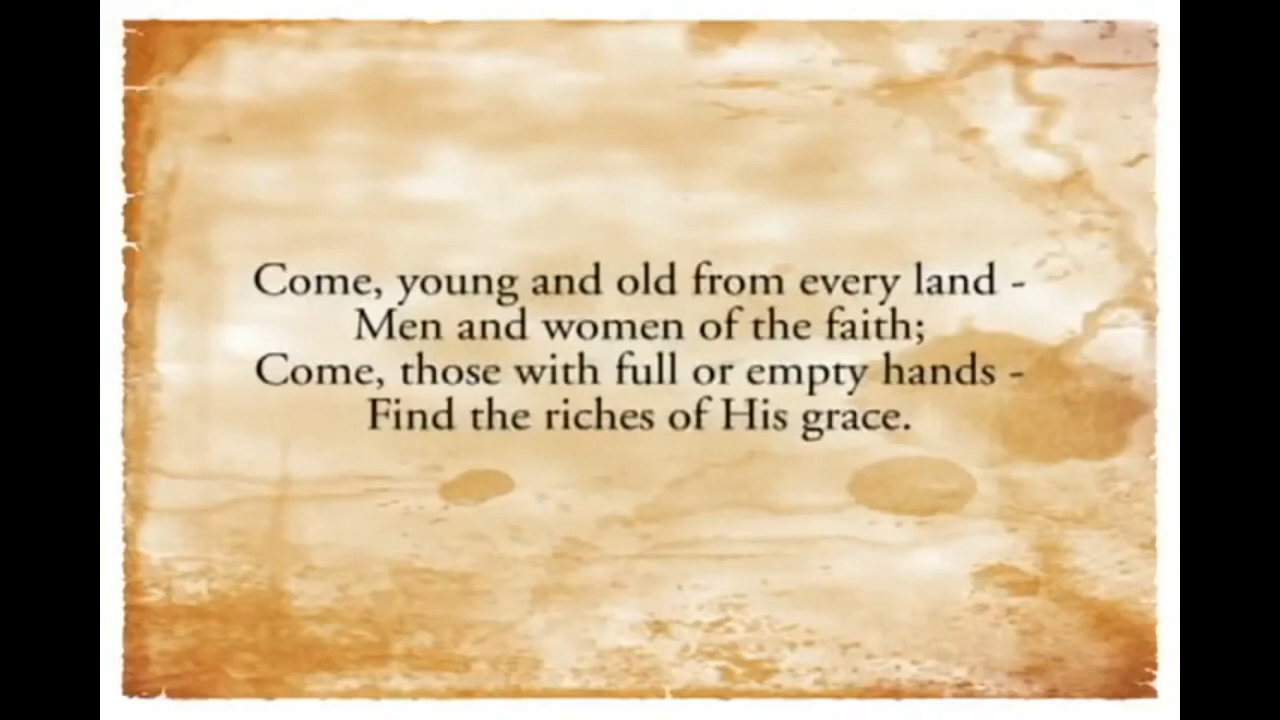 Come, young and old from every land -
Men and women of the faith;
Come, those with full or empty hands -
Find the riches of His grace.